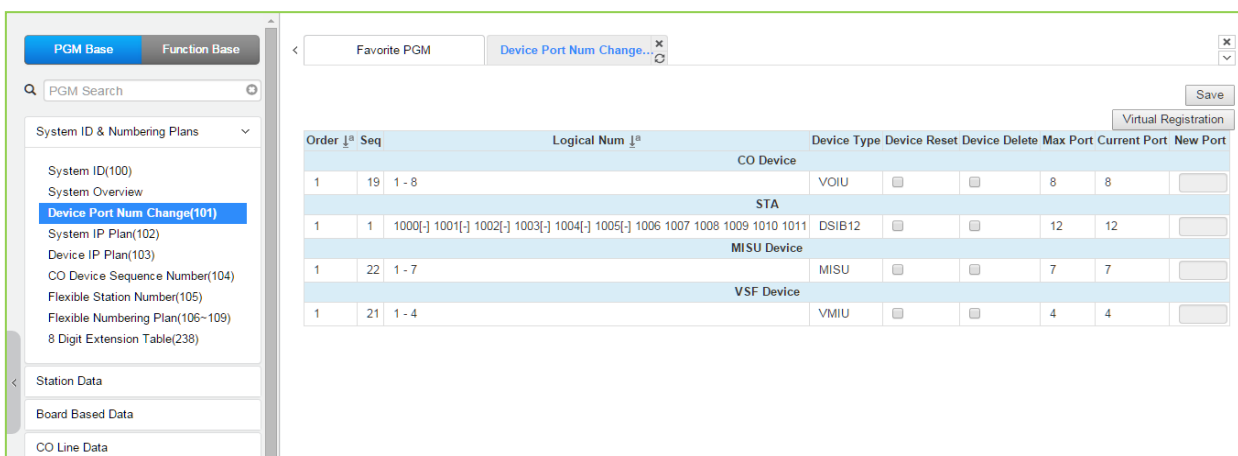 PGM Base Function Base
Favorite PGM Device Port Num Change...
PGM Search
Save
Virtual Registration
System ID & Numbering Plans
System ID(100)
System Overview
Device Port Num Change(101)
System IP Plan(102)
Device IP Plan(103)
CO Device Sequence Number(104)
Flexible Station Number(105)
Flexible Numbering Plan(106~109)
8 Digit Extension Table(238)
Station Data
Board Based Data
CO Line Data
Order Seq Logical Num Device Type Device Reset Device Delete Max Port Current Port New Port
CO Device
1 19 1 - 8 VOIU 8 8
STA
1 1 1000[-] 1001[-] 1002[-] 1003[-] 1004[-] 1005[-] 1006 1007 1008 1009 1010 1011 DSIB12 12 12
MISU Device
1 22 1 - 7 MISU 7 7
VSF Device
1 21 1 - 4 VMIU 4 4